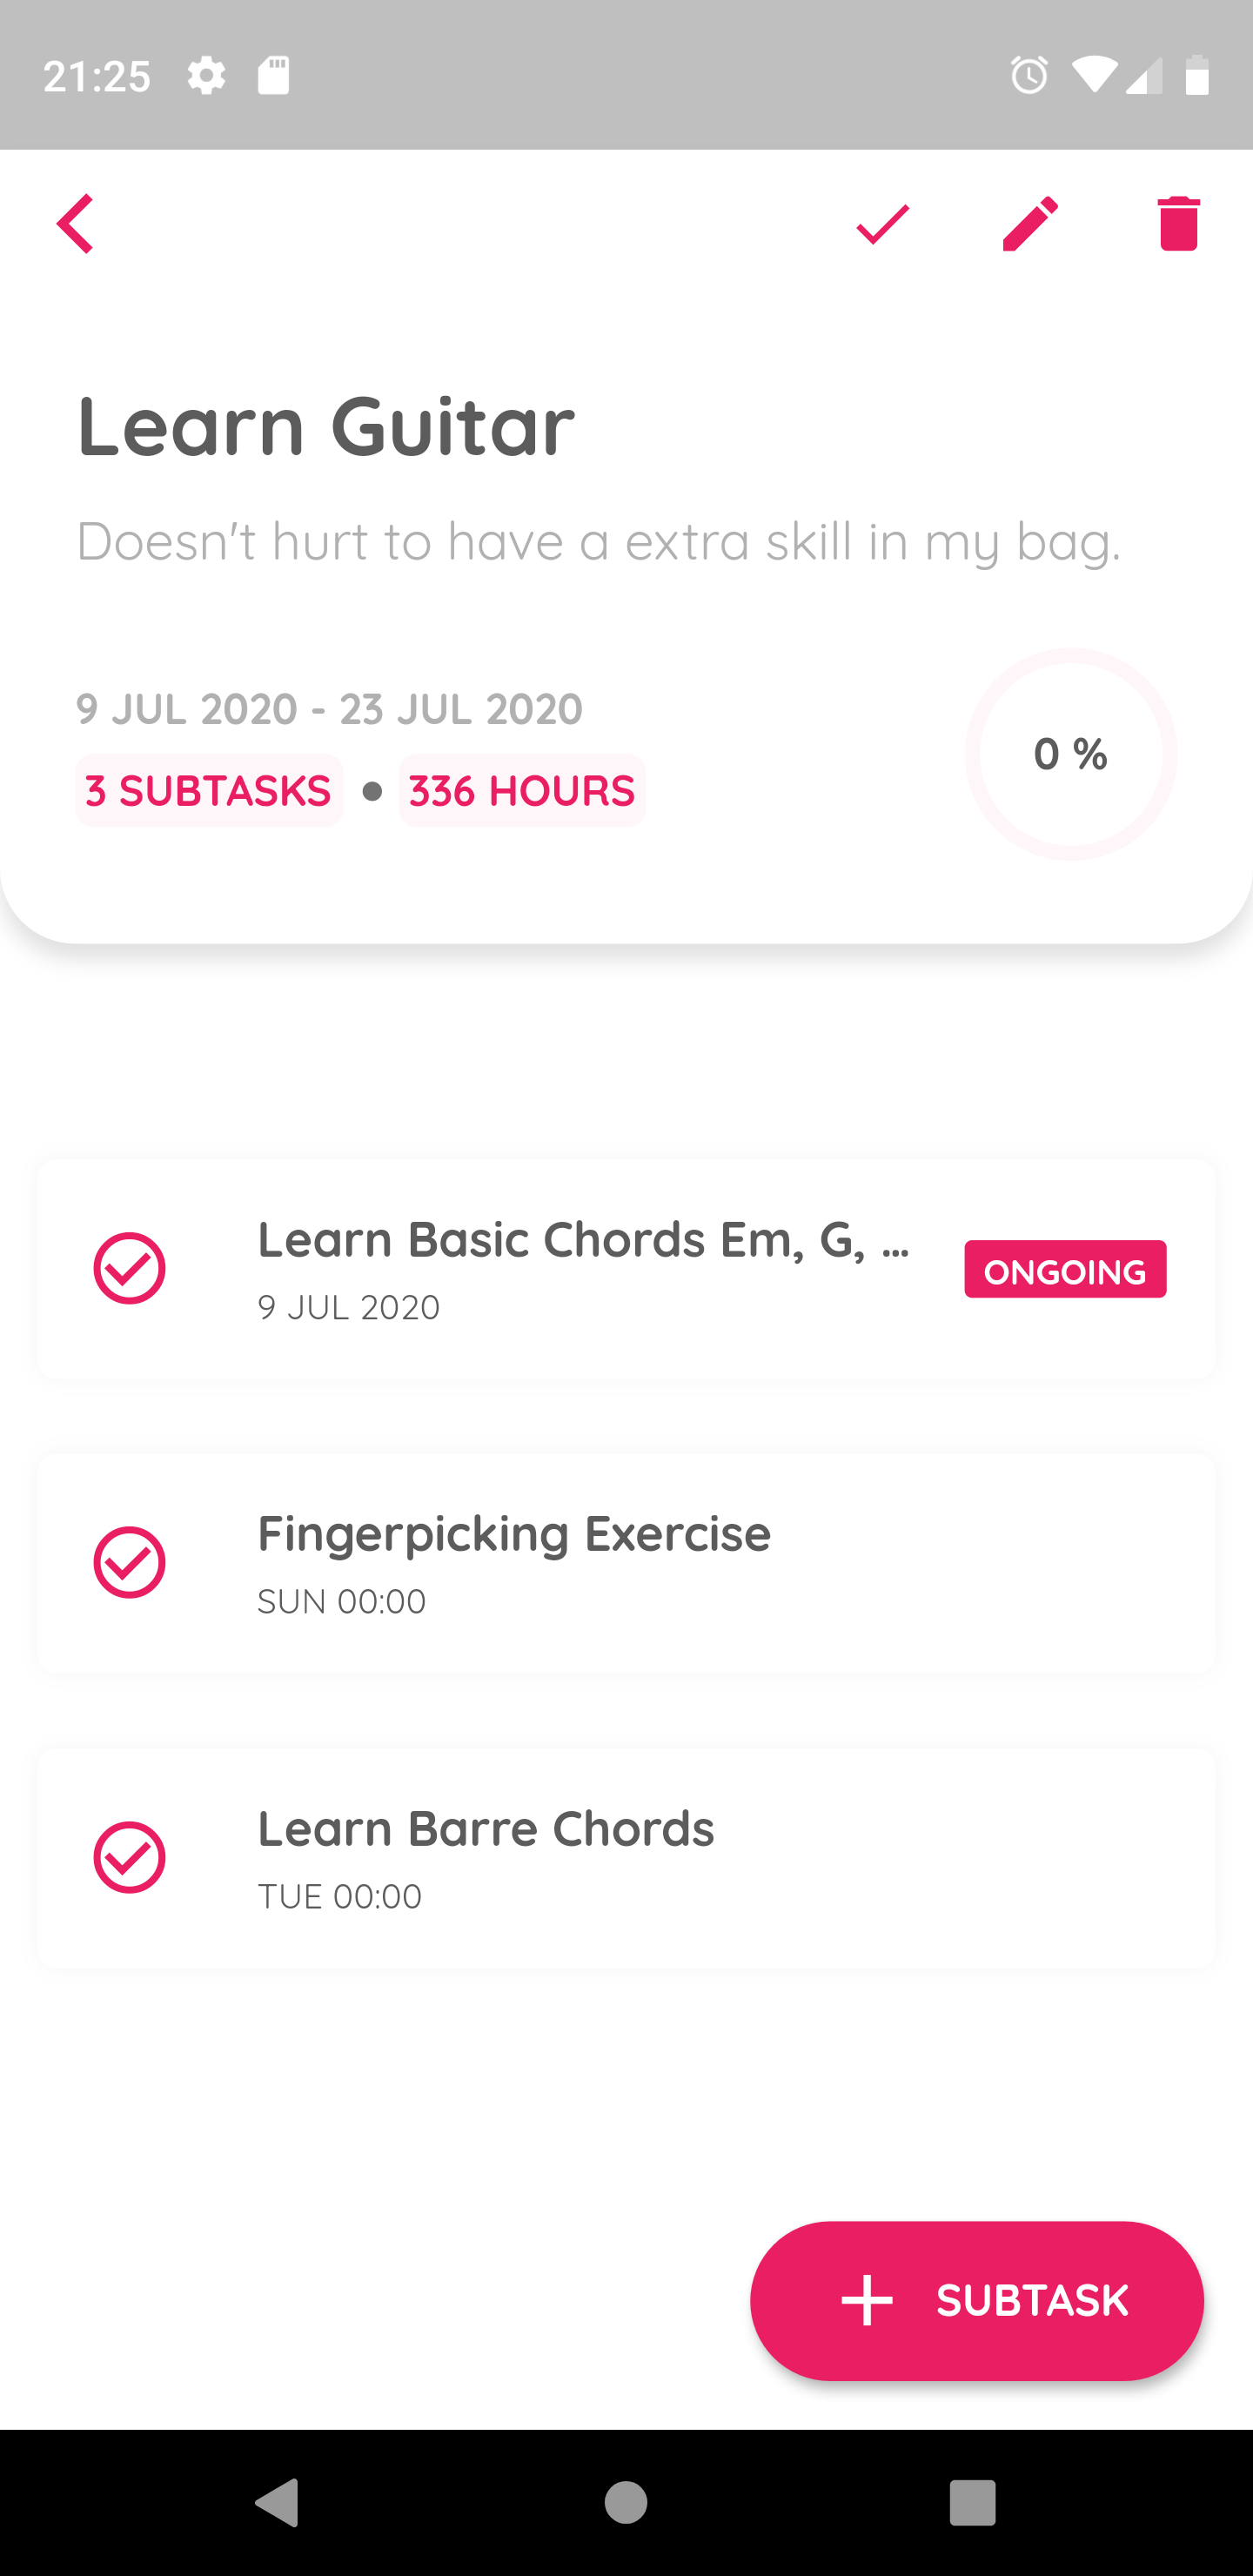 21:25
Learn Guitar
Doesn't hurt to have a extra skill in my bag.
9 JUL 2020 - 23 JUL 2020
3 SUBTASKS • 336 HOURS
0 %
Learn Basic Chords Em, G, ...
9 JUL 2020
ONGOING
Fingerpicking Exercise
SUN 00:00
Learn Barre Chords
TUE 00:00
+ SUBTASK